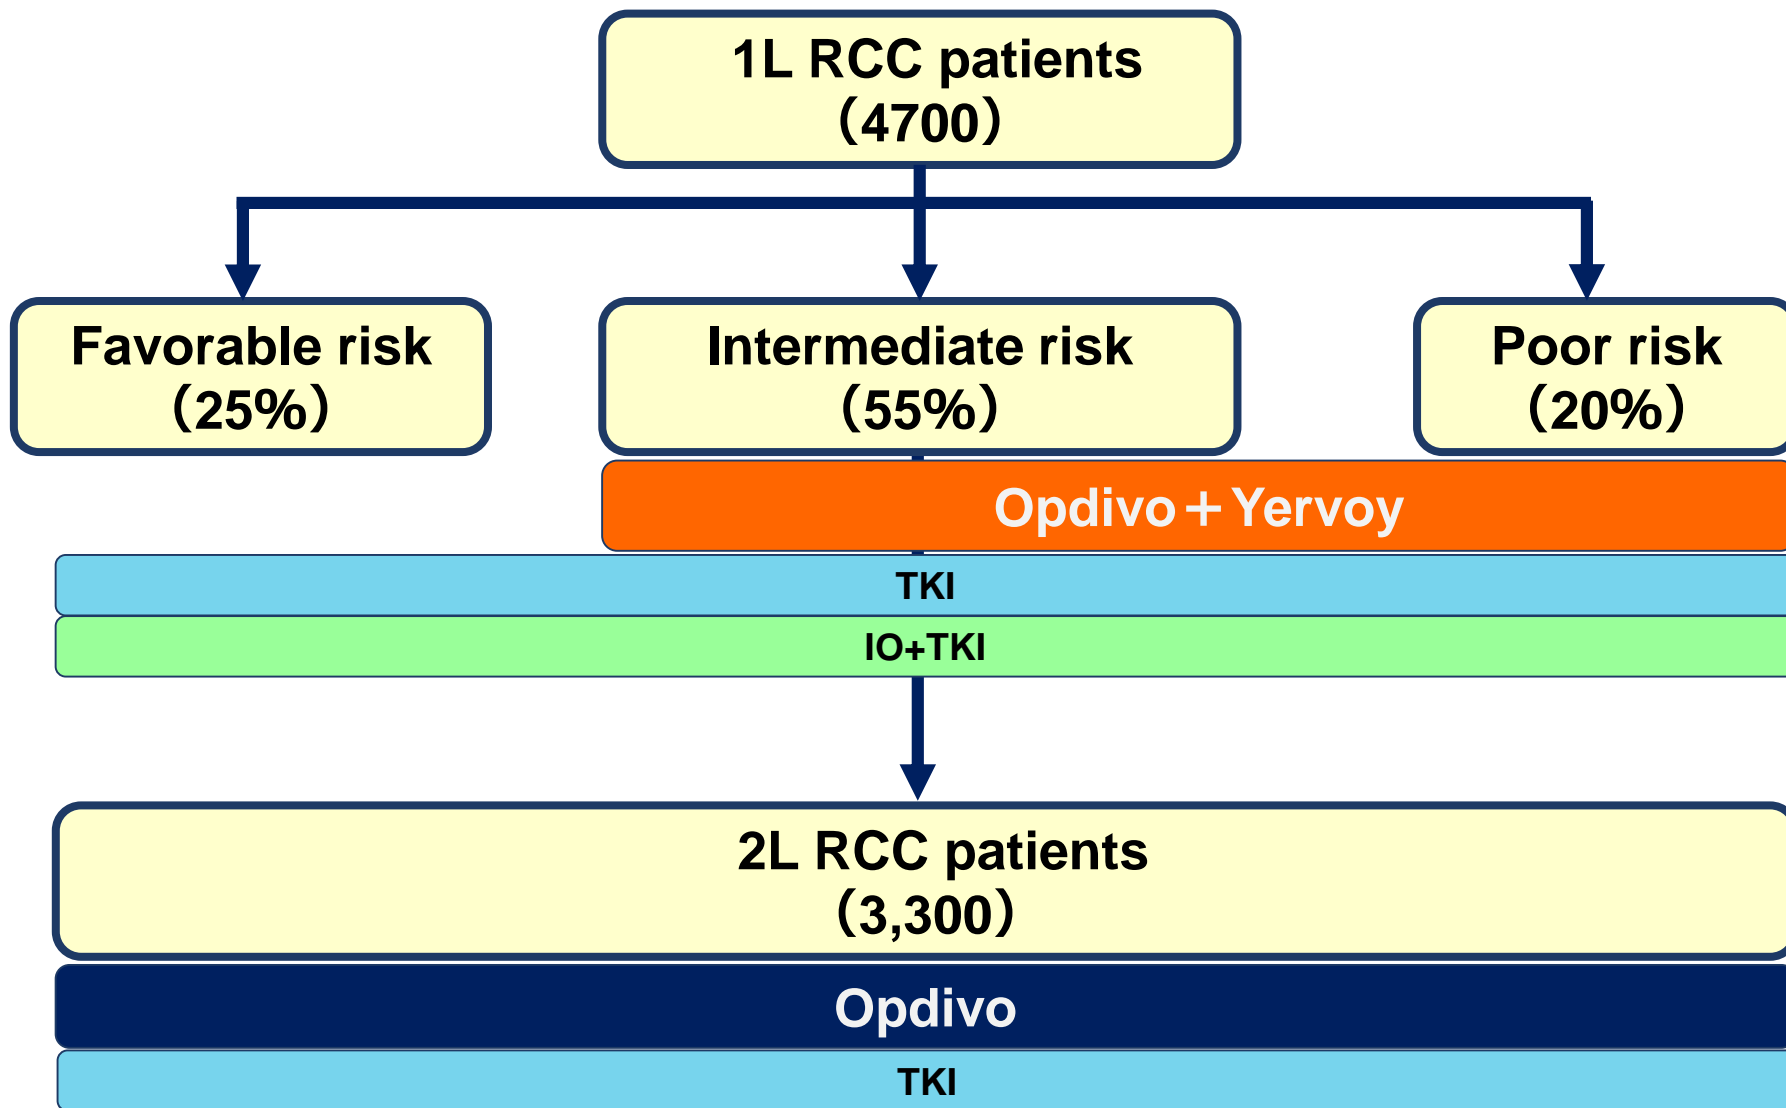 1L RCC patients
（4700）
Favorable risk
（25%）
Intermediate risk
（55%）
Poor risk
（20%）
Opdivo＋Yervoy
TKI
IO+TKI
2L RCC patients
（3,300）
Opdivo
TKI